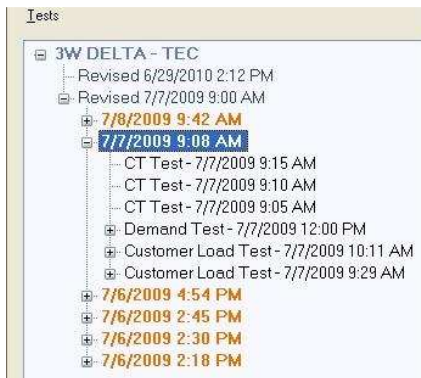 Tests
3W DELTA - TEC
Revised 6/29/2010 2:12 PM
Revised 7/7/2009 9:00 AM
7/8/2009 9:42 AM
7/7/2009 9:08 AM
CT Test - 7/7/2009 9:15 AM
CT Test - 7/7/2009 9:10 AM
CT Test - 7/7/2009 9:05 AM
Demand Test - 7/7/2009 12:00 PM
Customer Load Test - 7/7/2009 10:11 AM
Customer Load Test - 7/7/2009 9:29 AM
7/6/2009 4:54 PM
7/6/2009 2:45 PM
7/6/2009 2:30 PM
7/6/2009 2:18 PM